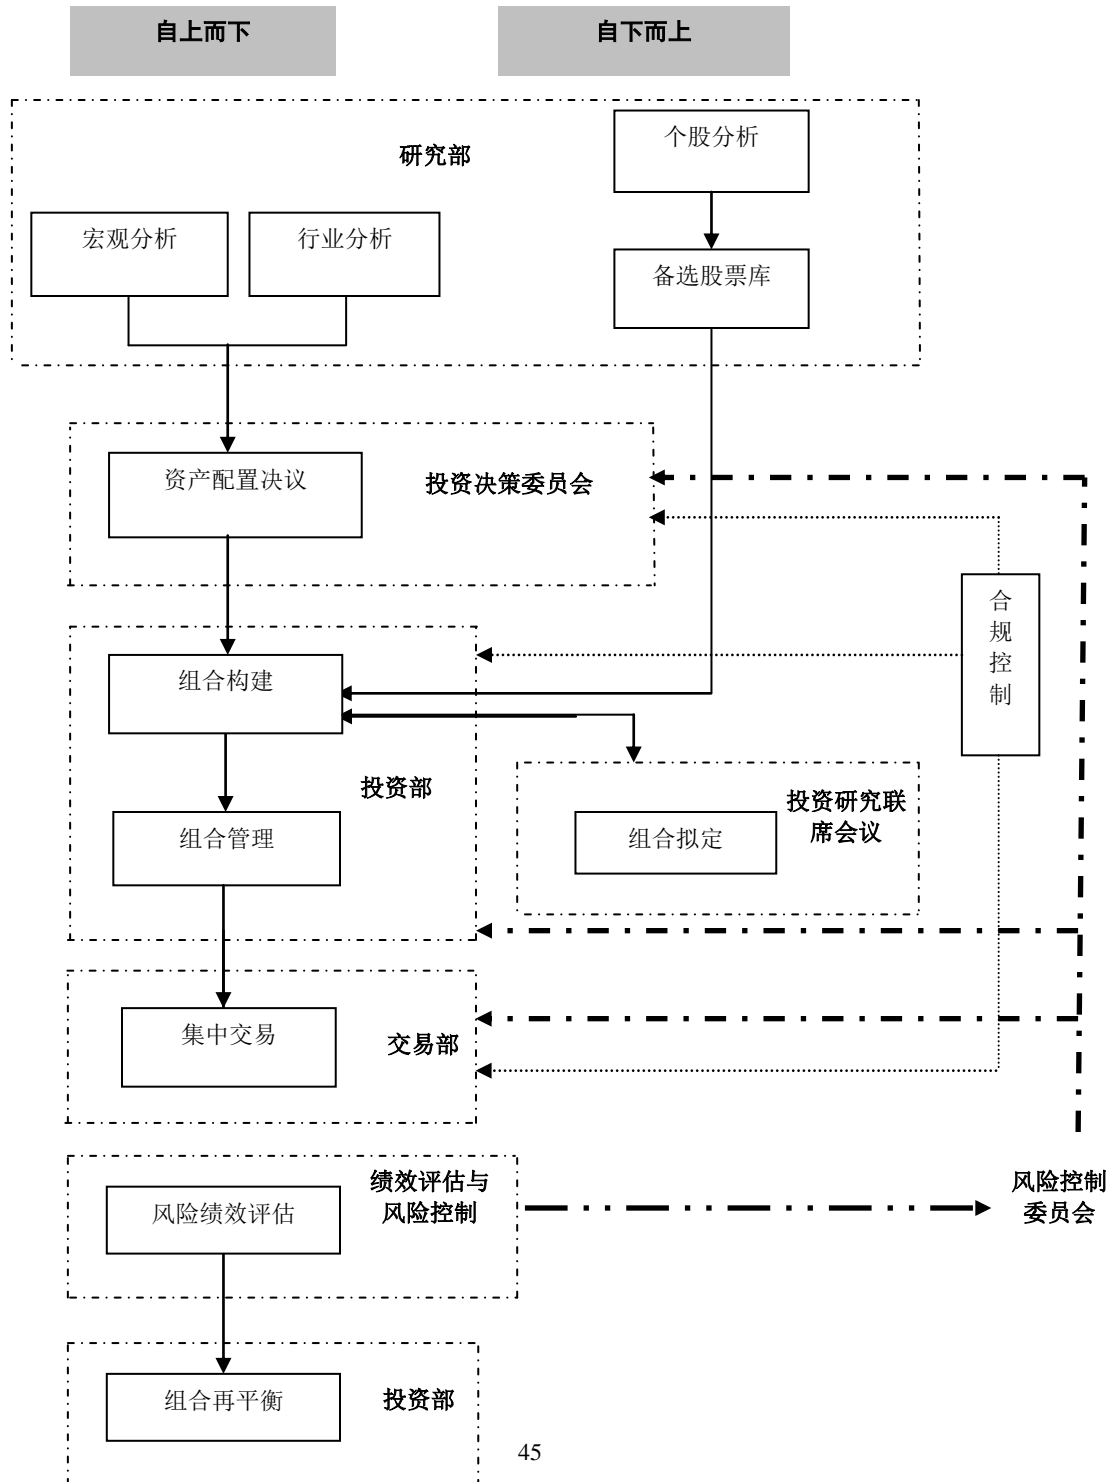 自上而下
自下而上
个股分析
研究部
宏观分析
行业分析
备选股票库
资产配置决议
投资决策委员会
合
规
控
制
组合构建
投资部
投资研究联
席会议
组合管理
组合拟定
集中交易
交易部
绩效评估与
风险控制
风险控制
委员会
风险绩效评估
组合再平衡
投资部
45